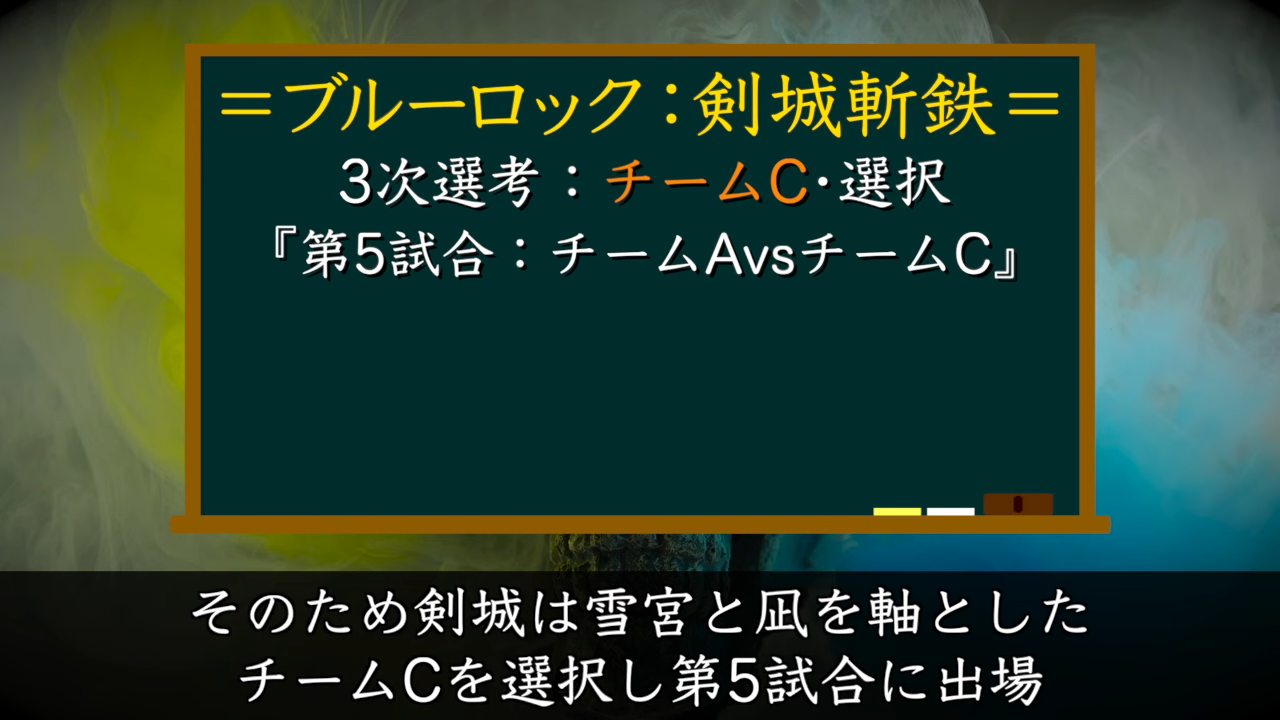 ＝ブルーロック：剣城斬鉄＝
3次選考：チームC・選択
『第5試合：チームAvsチームC』
そのため剣城は雪宮と凪を軸とした
チームCを選択し第5試合に出場